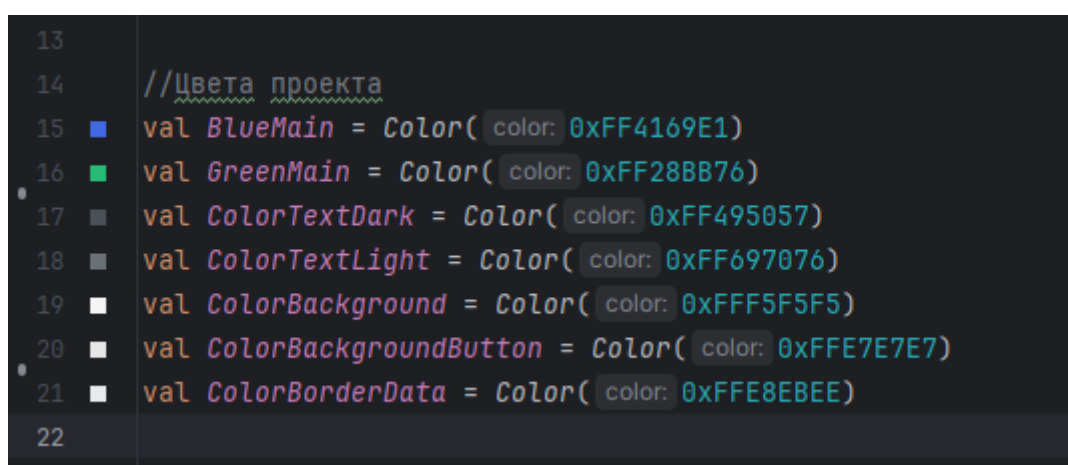 13
14 //Цвета проекта
15 val BlueMain = Color( color: 0xFF4169E1)
16 val GreenMain = Color( color: 0xFF28BB76)
17 val ColorTextDark = Color( color: 0xFF495057)
18 val ColorTextLight = Color( color: 0xFF697076)
19 val ColorBackground = Color( color: 0xFFF5F5F5)
20 val ColorBackgroundButton = Color( color: 0xFFE7E7E7)
21 val ColorBorderData = Color( color: 0xFFE8EBEE)
22